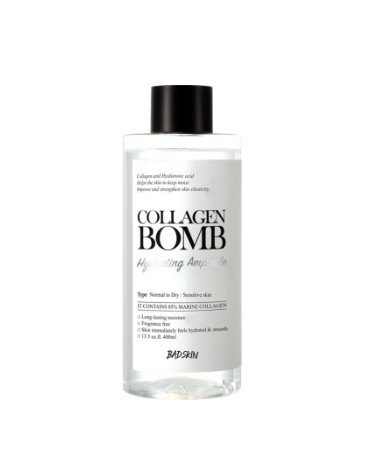 Collagen and Hyaluronic acid
Helps the skin to keep moist
Improve and strengthen skin elasticity.
COLLAGEN
BOMB
Hydrating Ampoule
Type Normal to Dry / Sensitive skin
IT CONTAINS 85% MARINE COLLAGEN
Long-lasting moisture
Fragrance free
Skin immediately feels hydrated & smooth
13.5 oz.fl. 400ml
BADSKIN